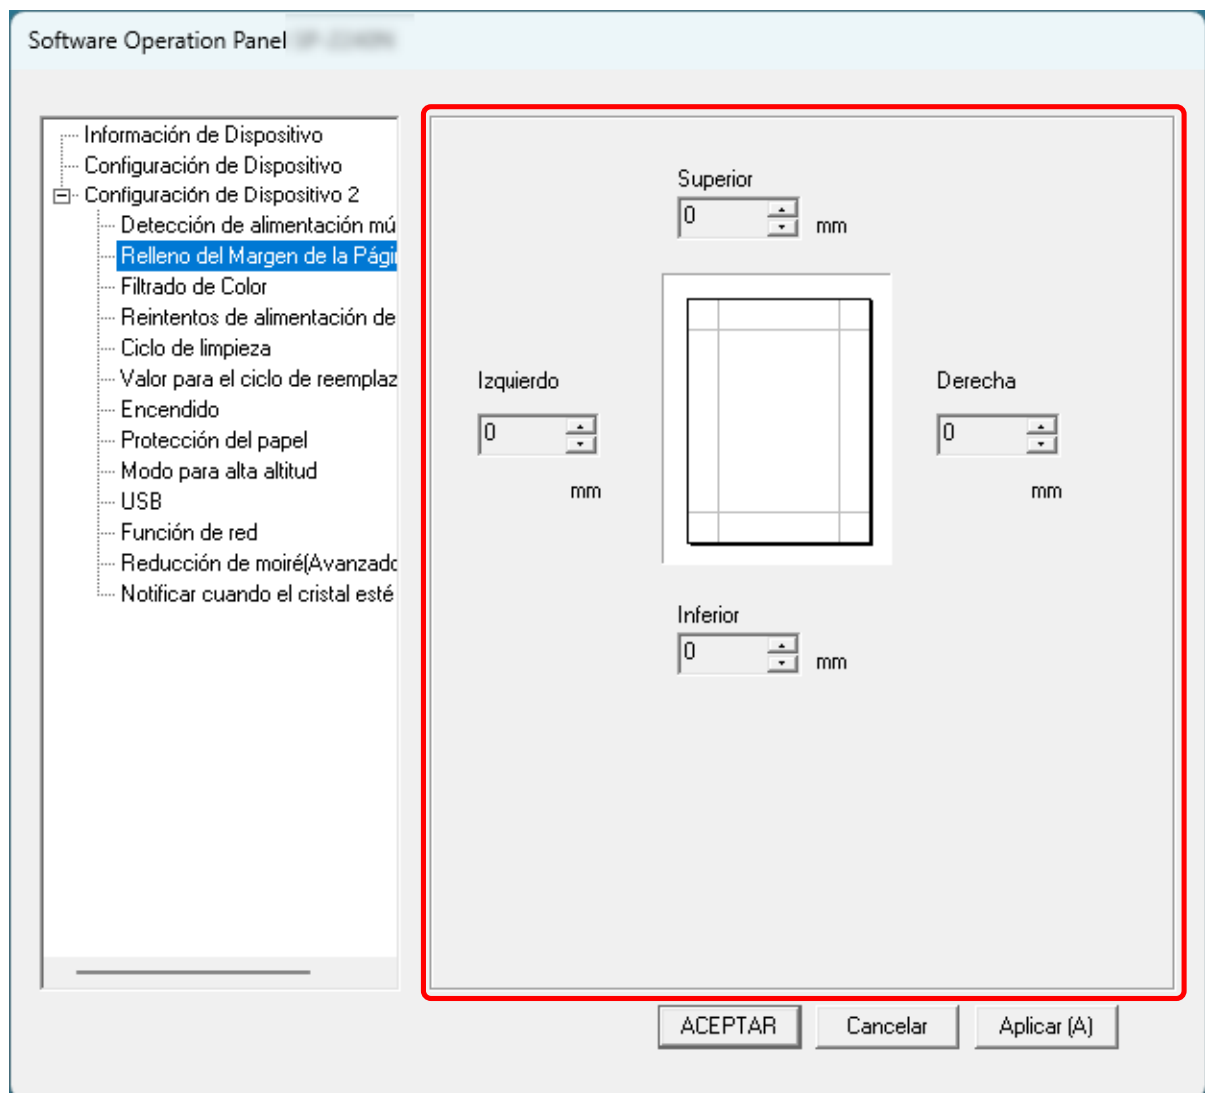 Software Operation Panel
Información de Dispositivo
Configuración de Dispositivo
Configuración de Dispositivo 2
Detección de alimentación mú
Relleno del Margen de la Pági
Filtrado de Color
Reintentos de alimentación de
Ciclo de limpieza
Valor para el ciclo de reemplaz
Encendido
Protección del papel
Modo para alta altitud
USB
Función de red
Reducción de moiré(Avanzado
Notificar cuando el cristal esté
Superior
0 mm
Izquierdo
0
mm
Derecha
0
mm
Inferior
0 mm
ACEPTAR Cancelar Aplicar (A)